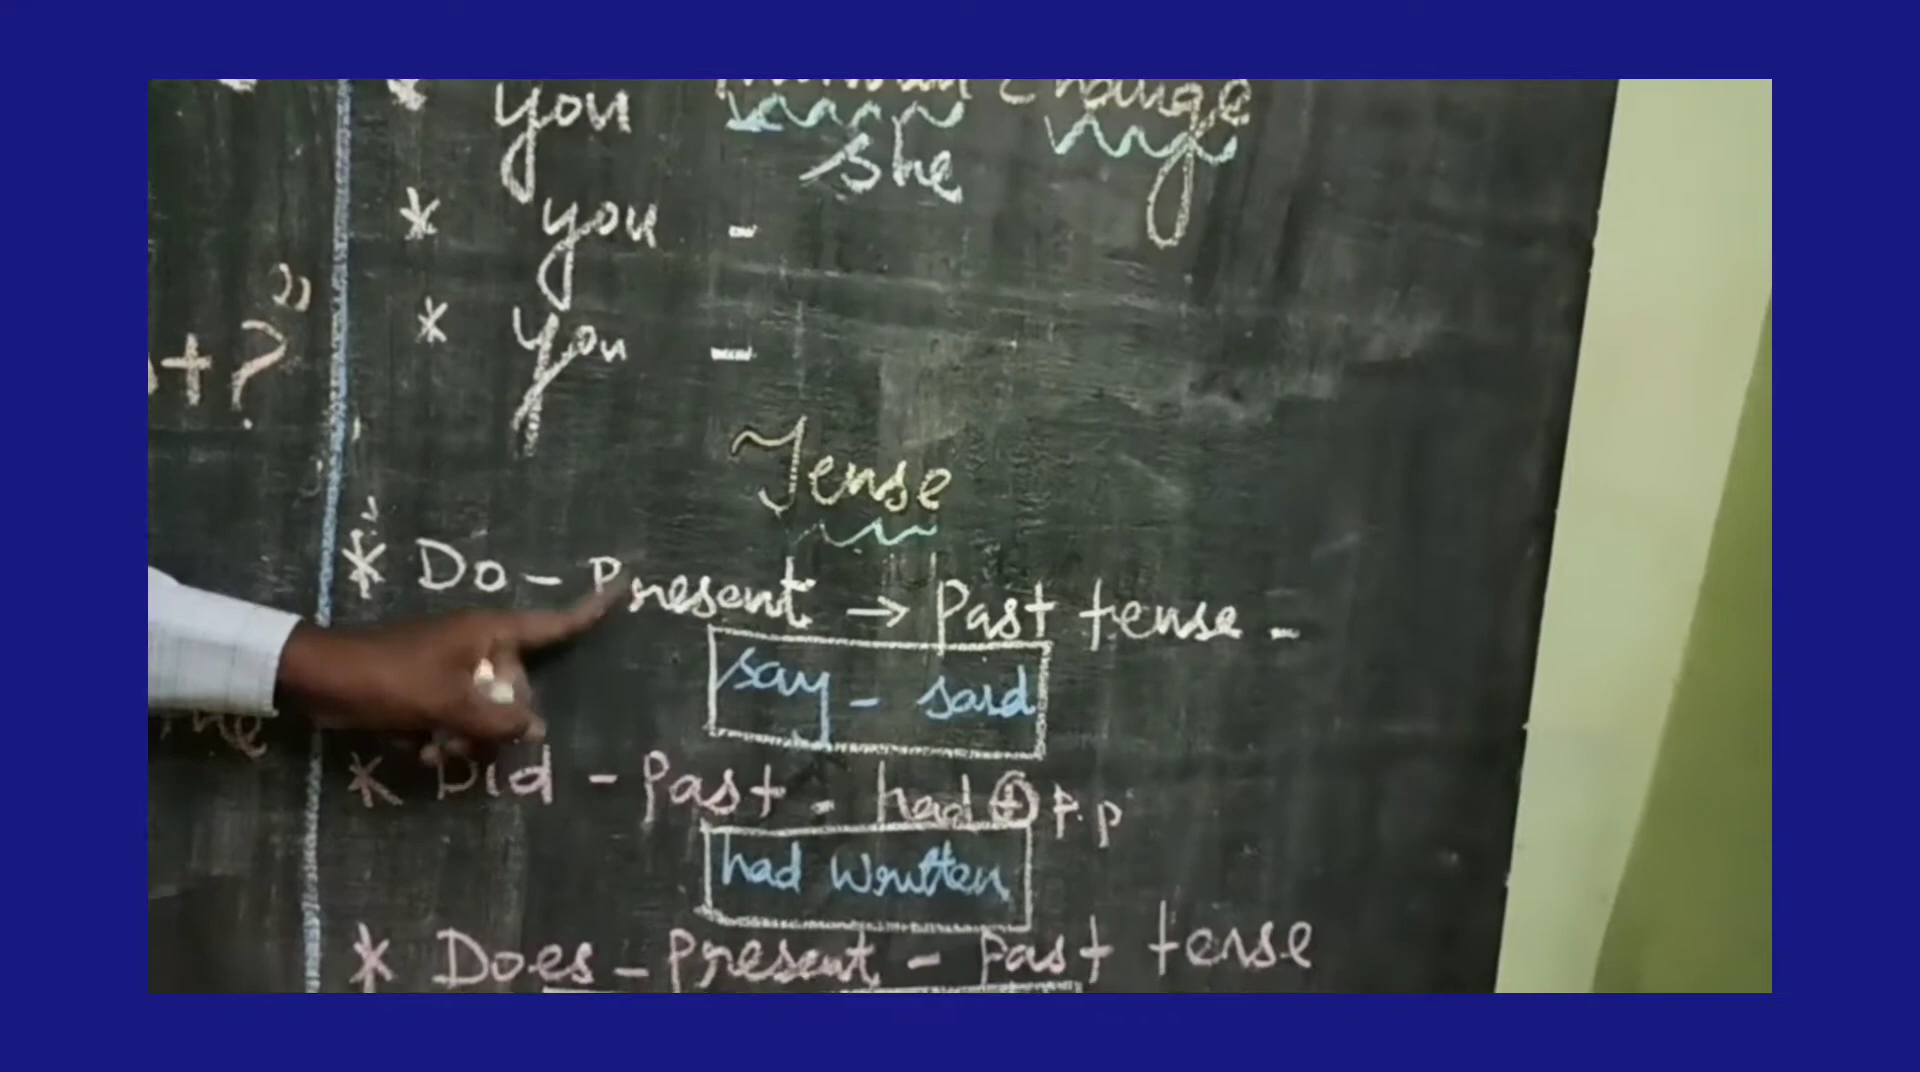 * you change
she
* you -
* you -
+?"
Tense
* Do - Present → Past tense -
say - said
* Did - Past - had + P.P
had written
* Does - Present - Past tense